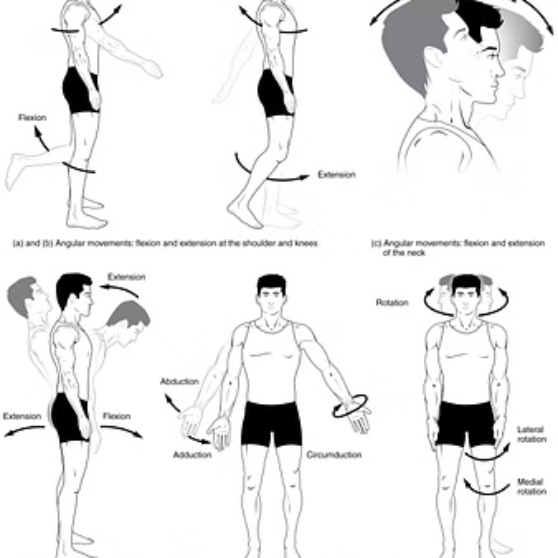 Flexion
Extension
(a) and (b) Angular movements: flexion and extension at the shoulder and knees
(c) Angular movements: flexion and extension
of the neck
Extension
Rotation
Abduction
Extension
Flexion
Lateral
rotation
Adduction
Circumduction
Medial
rotation